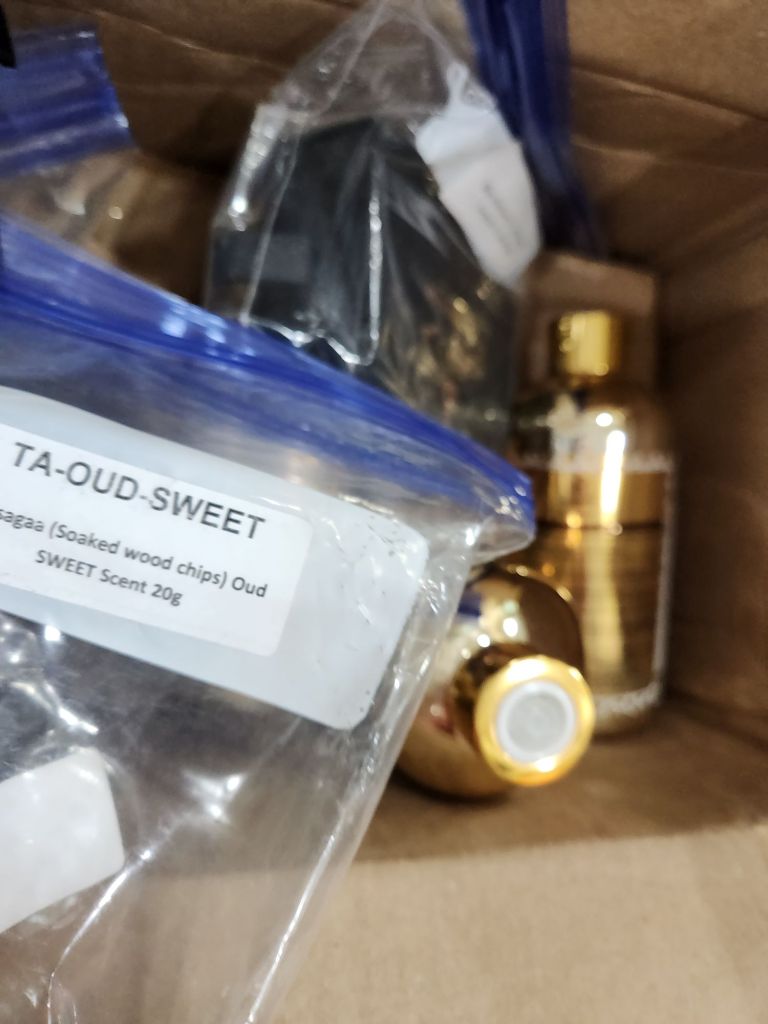 TA-OUD-SWEET
sagaa (Soaked wood chips) Oud
SWEET Scent 20g